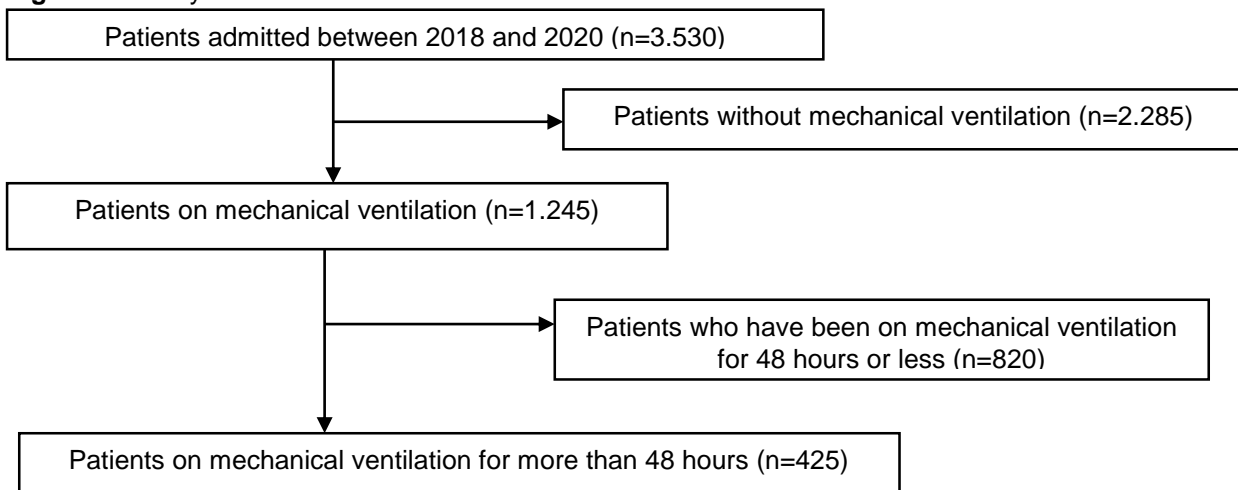 Patients admitted between 2018 and 2020 (n=3.530)
Patients without mechanical ventilation (n=2.285)
Patients on mechanical ventilation (n=1.245)
Patients who have been on mechanical ventilation
for 48 hours or less (n=820)
Patients on mechanical ventilation for more than 48 hours (n=425)